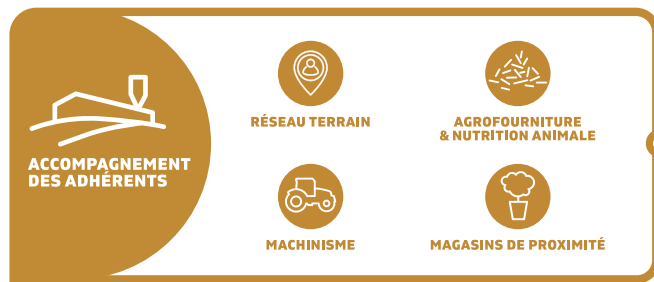 ACCOMPAGNEMENT
DES ADHÉRENTS
RÉSEAU TERRAIN
AGROFOURNITURE
& NUTRITION ANIMALE
MACHINISME
MAGASINS DE PROXIMITÉ